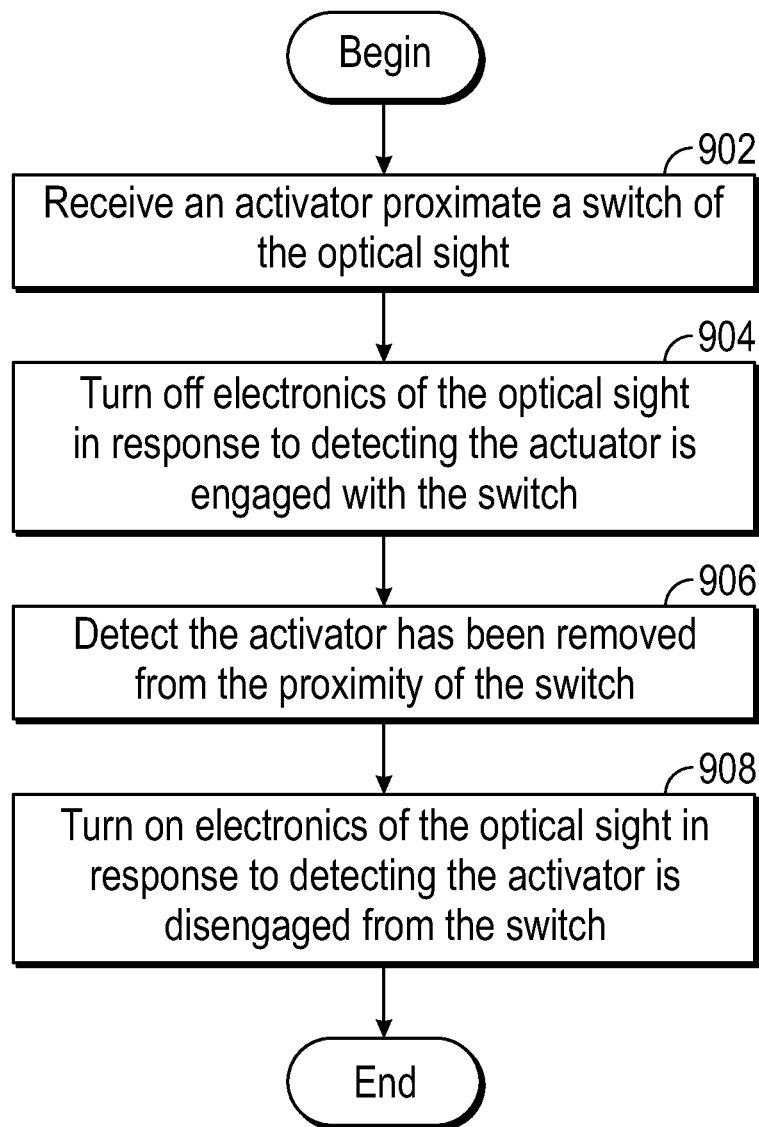 Begin
902
Receive an activator proximate a switch of
the optical sight
904
Turn off electronics of the optical sight
in response to detecting the actuator is
engaged with the switch
906
Detect the activator has been removed
from the proximity of the switch
908
Turn on electronics of the optical sight in
response to detecting the activator is
disengaged from the switch
End